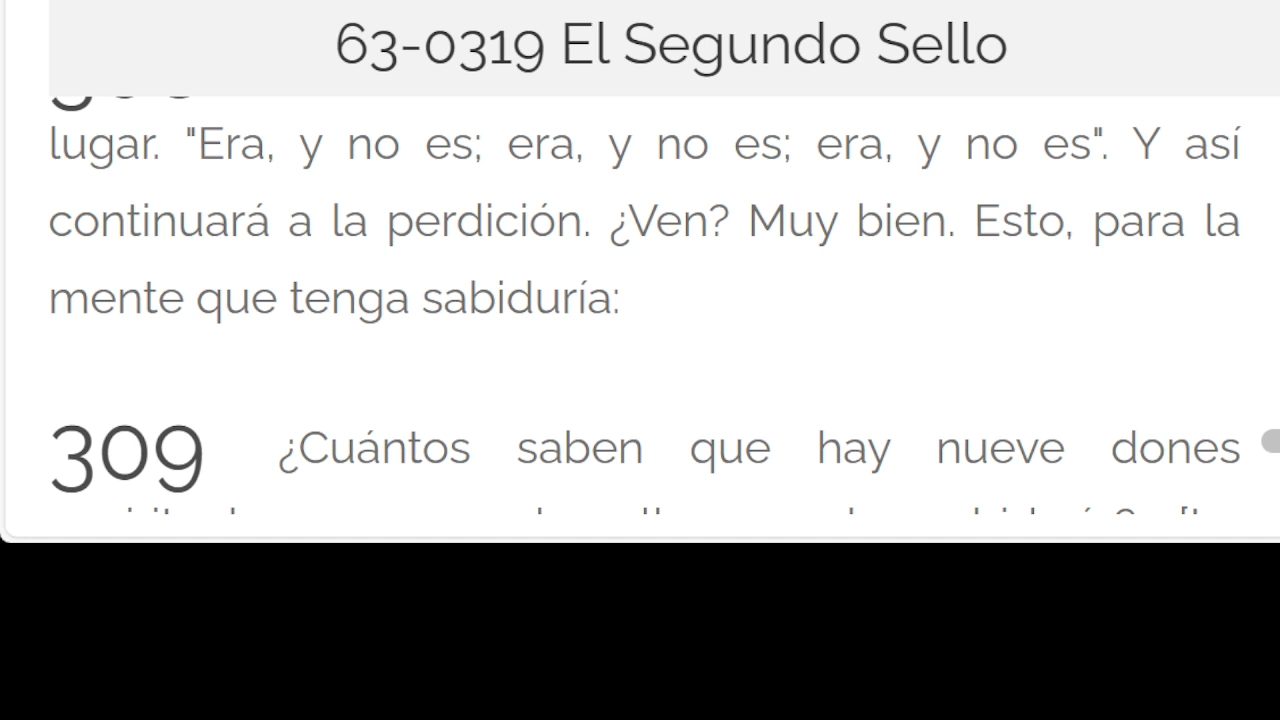 63-0319 El Segundo Sello
lugar. "Era, y no es; era, y no es; era, y no es". Y así
continuará a la perdición. ¿Ven? Muy bien. Esto, para la
mente que tenga sabiduría:
309 ¿Cuántos saben que hay nueve dones